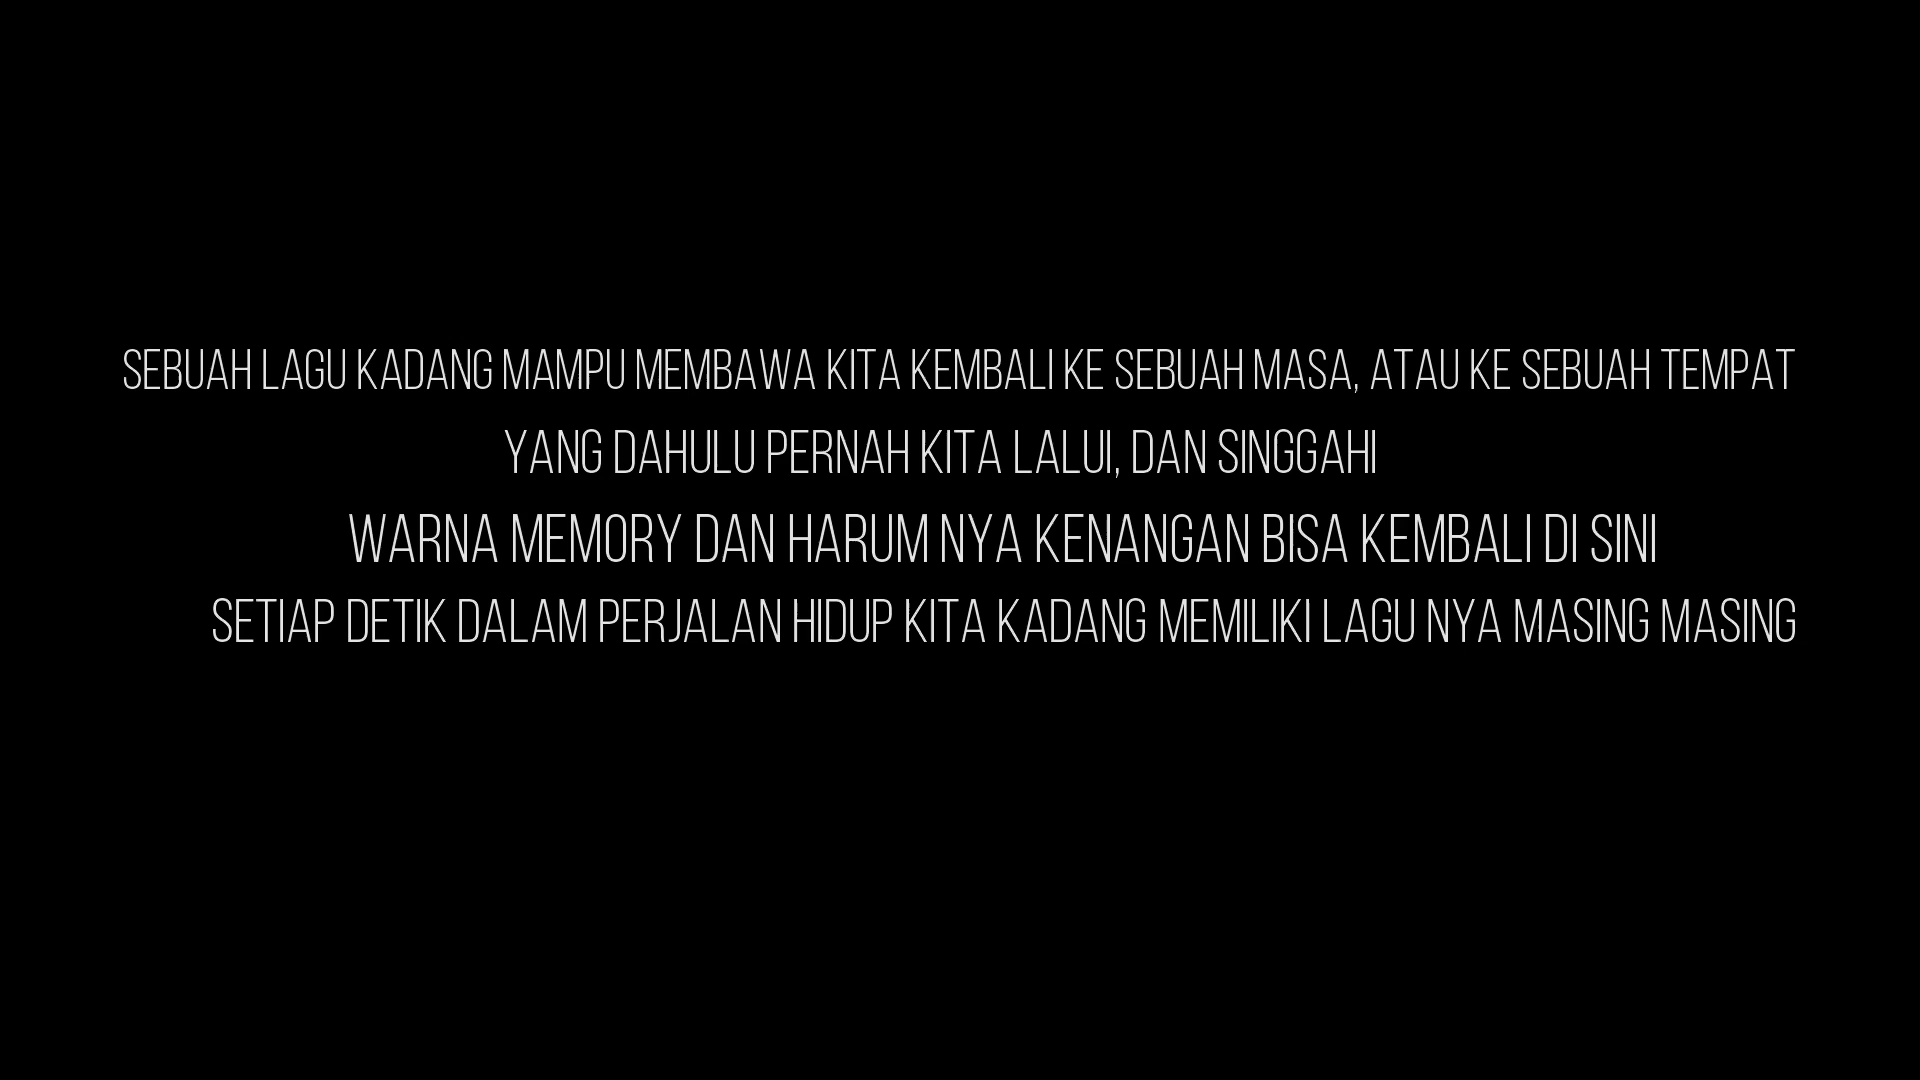 SEBUAH LAGU KADANG MAMPU MEMBAWA KITA KEMBALI KE SEBUAH MASA, ATAU KE SEBUAH TEMPAT
YANG DAHULU PERNAH KITA LALUI, DAN SINGGAHI
WARNA MEMORY DAN HARUM NYA KENANGAN BISA KEMBALI DI SINI
SETIAP DETIK DALAM PERJALAN HIDUP KITA KADANG MEMILIKI LAGU NYA MASING MASING